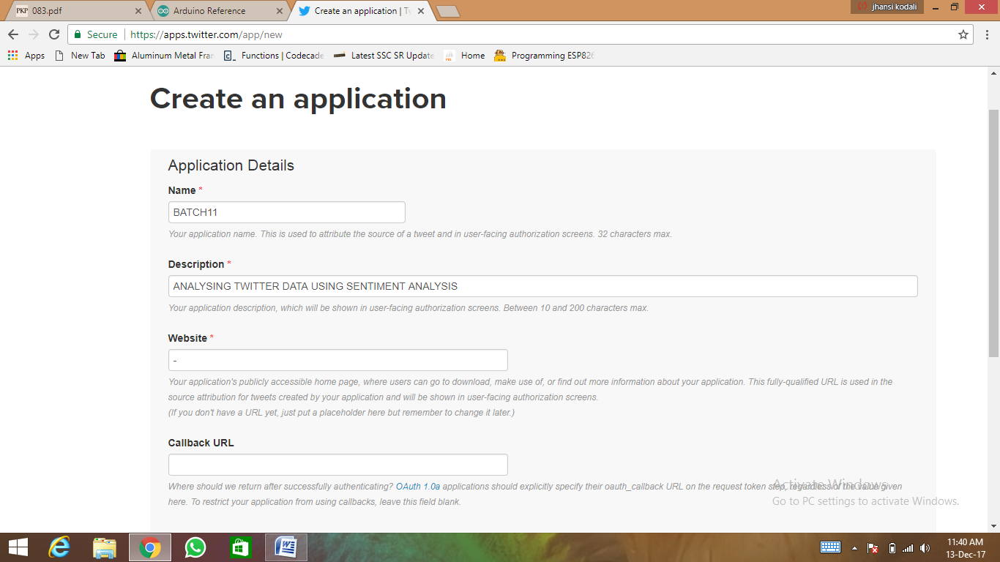 083.pdf
Arduino Reference
Create an application |
jhansi kodali
Secure
https://apps.twitter.com/app/new
Apps
New Tab
Aluminum Metal Fran
Functions | Codecade
Latest SSC SR Update
Home
Programming ESP826
Create an application
Application Details
Name *
BATCH11
Your application name. This is used to attribute the source of a tweet and in user-facing authorization screens. 32 characters max.
Description *
ANALYSING TWITTER DATA USING SENTIMENT ANALYSIS
Your application description, which will be shown in user-facing authorization screens. Between 10 and 200 characters max.
Website *
-
Your application's publicly accessible home page, where users can go to download, make use of, or find out more information about your application. This fully-qualified URL is used in the
source attribution for tweets created by your application and will be shown in user-facing authorization screens.
(If you don't have a URL yet, just put a placeholder here but remember to change it later.)
Callback URL
Where should we return after successfully authenticating? OAuth 1.0a applications should explicitly specify their oauth_callback URL on the request token step, regardless of the value given
here. To restrict your application from using callbacks, leave this field blank.
Activate Windows
Go to PC settings to activate Windows.
11:40 AM
13-Dec-17